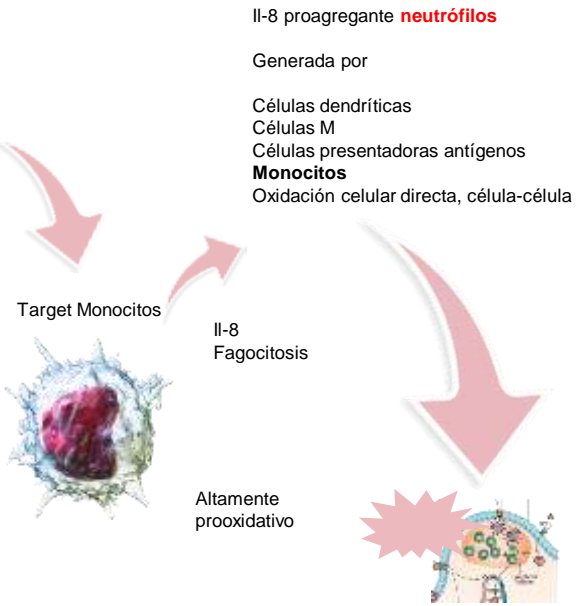 Il-8 proagregante neutrófilos
Generada por
Células dendríticas
Células M
Células presentadoras antígenos
Monocitos
Oxidación celular directa, célula-célula
Target Monocitos
Il-8
Fagocitosis
Altamente
prooxidativo